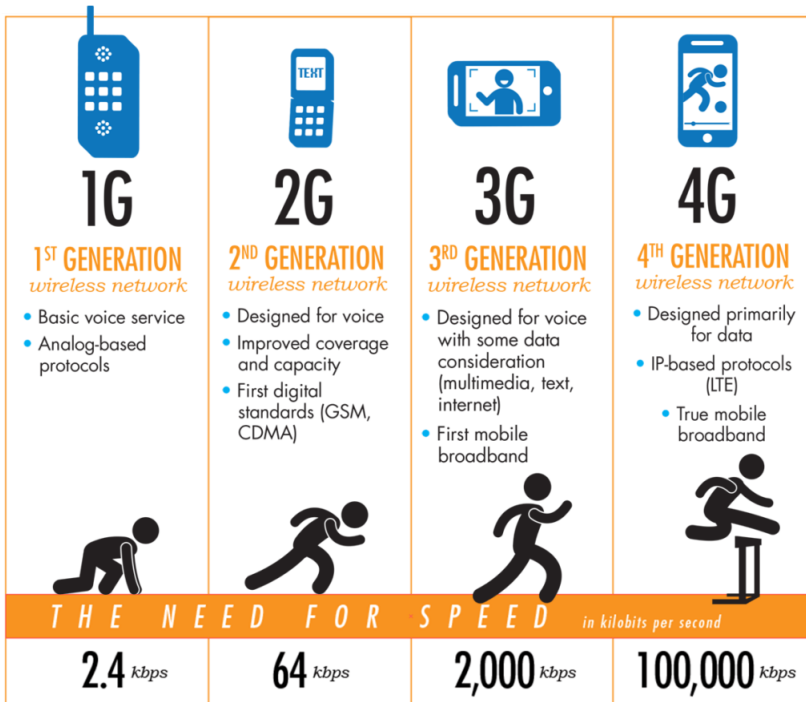 1G
1ST GENERATION
wireless network
• Basic voice service
• Analog-based
protocols
TEXT
2G
2ND GENERATION
wireless network
• Designed for voice
• Improved coverage
and capacity
• First digital
standards (GSM,
CDMA)
3G
3RD GENERATION
wireless network
• Designed for voice
with some data
consideration
(multimedia, text,
internet)
• First mobile
broadband
4G
4TH GENERATION
wireless network
• Designed primarily
for data
• IP-based protocols
(LTE)
• True mobile
broadband
THE NEED FOR SPEED in kilobits per second
2.4 kbps
64 kbps
2,000 kbps
100,000 kbps